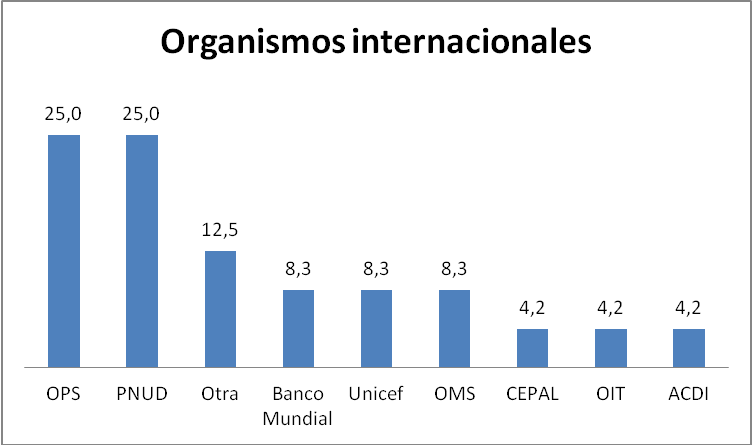 Organismos internacionales
25,0 25,0
12,5
8,3 8,3 8,3
4,2 4,2 4,2
OPS PNUD Otra Banco Mundial Unicef OMS CEPAL OIT ACDI